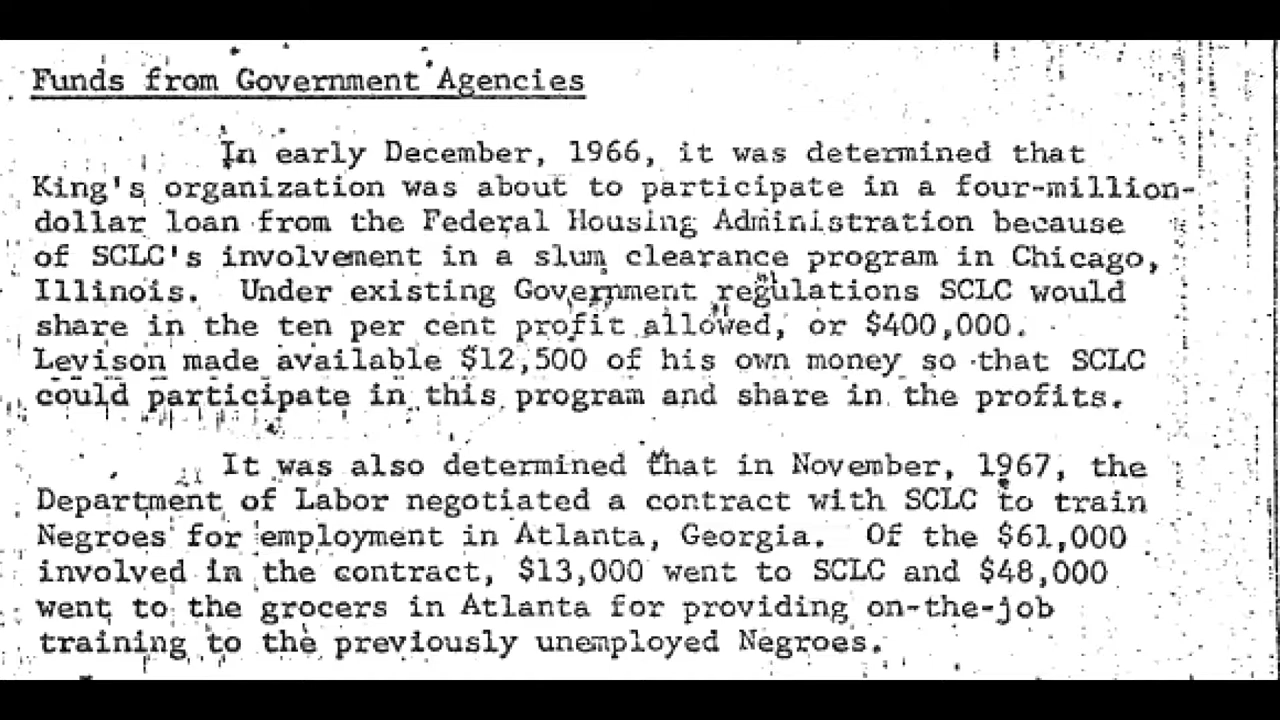 Funds from Government Agencies
In early December, 1966, it was determined that
King's organization was about to participate in a four-million-
dollar loan from the Federal Housing Administration because
of SCLC's involvement in a slum clearance program in Chicago,
Illinois. Under existing Government regulations SCLC would
share in the ten per cent profit allowed, or $400,000.
Levison made available $12,500 of his own money so that SCLC
could participate in this program and share in the profits.
It was also determined that in November, 1967, the
Department of Labor negotiated a contract with SCLC to train
Negroes for employment in Atlanta, Georgia. Of the $61,000
involved in the contract, $13,000 went to SCLC and $48,000
went to the grocers in Atlanta for providing on-the-job
training to the previously unemployed Negroes.